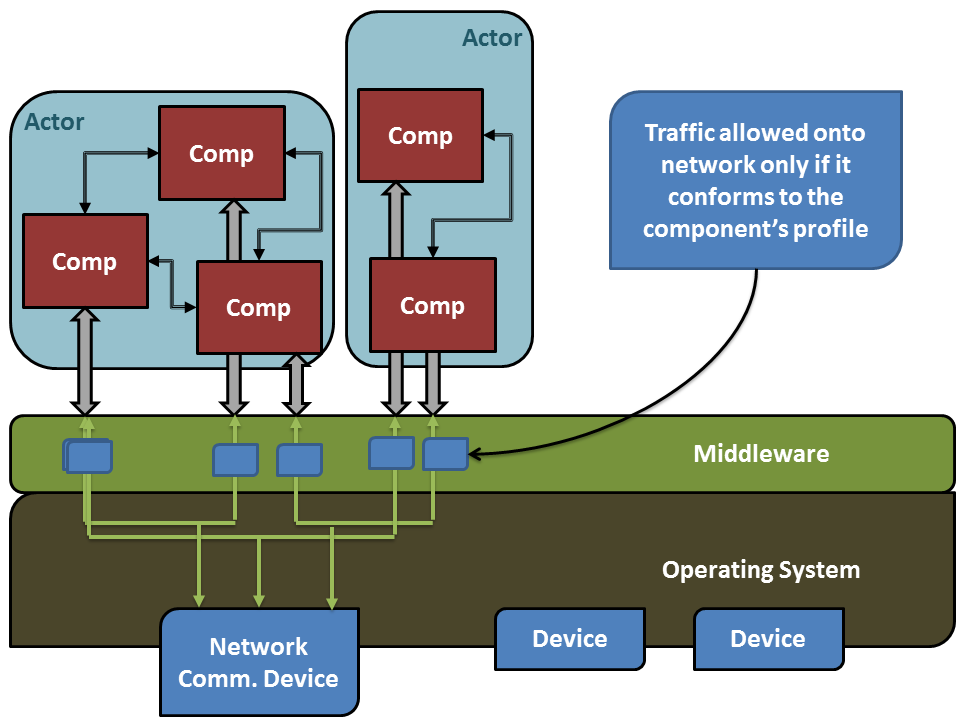 Actor
Actor
Comp
Comp
Comp
Comp
Comp
Traffic allowed onto
network only if it
conforms to the
component's profile
Middleware
Operating System
Network
Comm. Device
Device
Device